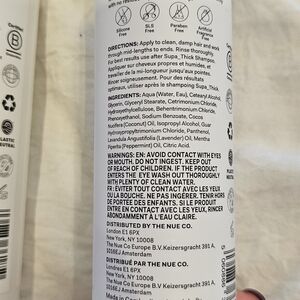 with no
Silicone Free
SLS Free
Paraben Free
Artificial Fragrance Free
DIRECTIONS: Apply to clean, damp hair and work
through mid-lengths to ends. Rinse thoroughly.
For best results use after Supa_Thick Shampoo.
Appliquer sur cheveux propres et humides, et
travailler de la mi-longueur jusqu'aux pointes.
Rincer soigneusement. Pour des résultats
optimaux, utiliser après le shampoing Supa_Thick.
INGREDIENTS: Aqua (Water, Eau), Cetearyl Alcohol,
Glycerin, Glyceryl Stearate, Cetrimonium Chloride,
Hydroxyethylcellulose, Behentrimonium Chloride,
Phenoxyethanol, Sodium Benzoate, Cocos
Nucifera (Coconut) Oil, Isopropyl Alcohol, Guar
Hydroxypropyltrimonium Chloride, Panthenol,
Lavandula Angustifolia (Lavender) Oil, Mentha
Piperita (Peppermint) Oil, Citric Acid.
WARNINGS: EN: AVOID CONTACT WITH EYES
OR MOUTH. DO NOT INGEST. KEEP OUT
OF REACH OF CHILDREN. IF THE PRODUCT
ENTERS THE EYE WASH OUT THOROUGHLY
WITH PLENTY OF CLEAN WATER.
FR: ÉVITER TOUT CONTACT AVEC LES YEUX
OU LA BOUCHE. NE PAS INGÉRER. TENIR HORS
DE PORTÉE DES ENFANTS. SI LE PRODUIT
ENTRE EN CONTACT AVEC LES YEUX, RINCER
ABONDAMMENT À L'EAU CLAIRE.
DISTRIBUTED BY THE NUE CO.
London E1 6PX
New York, NY 10008
The Nue Co Europe B.V. Keizersgracht 391 A,
1016EJ Amsterdam
DISTRIBUÉ PAR THE NUE CO.
Londres E1 6PX
New York, NY 10008
The Nue Co Europe B.V. Keizersgracht 391 A,
1016EJ Amsterdam
Certified
B
PLASTIC
NEUTRAL